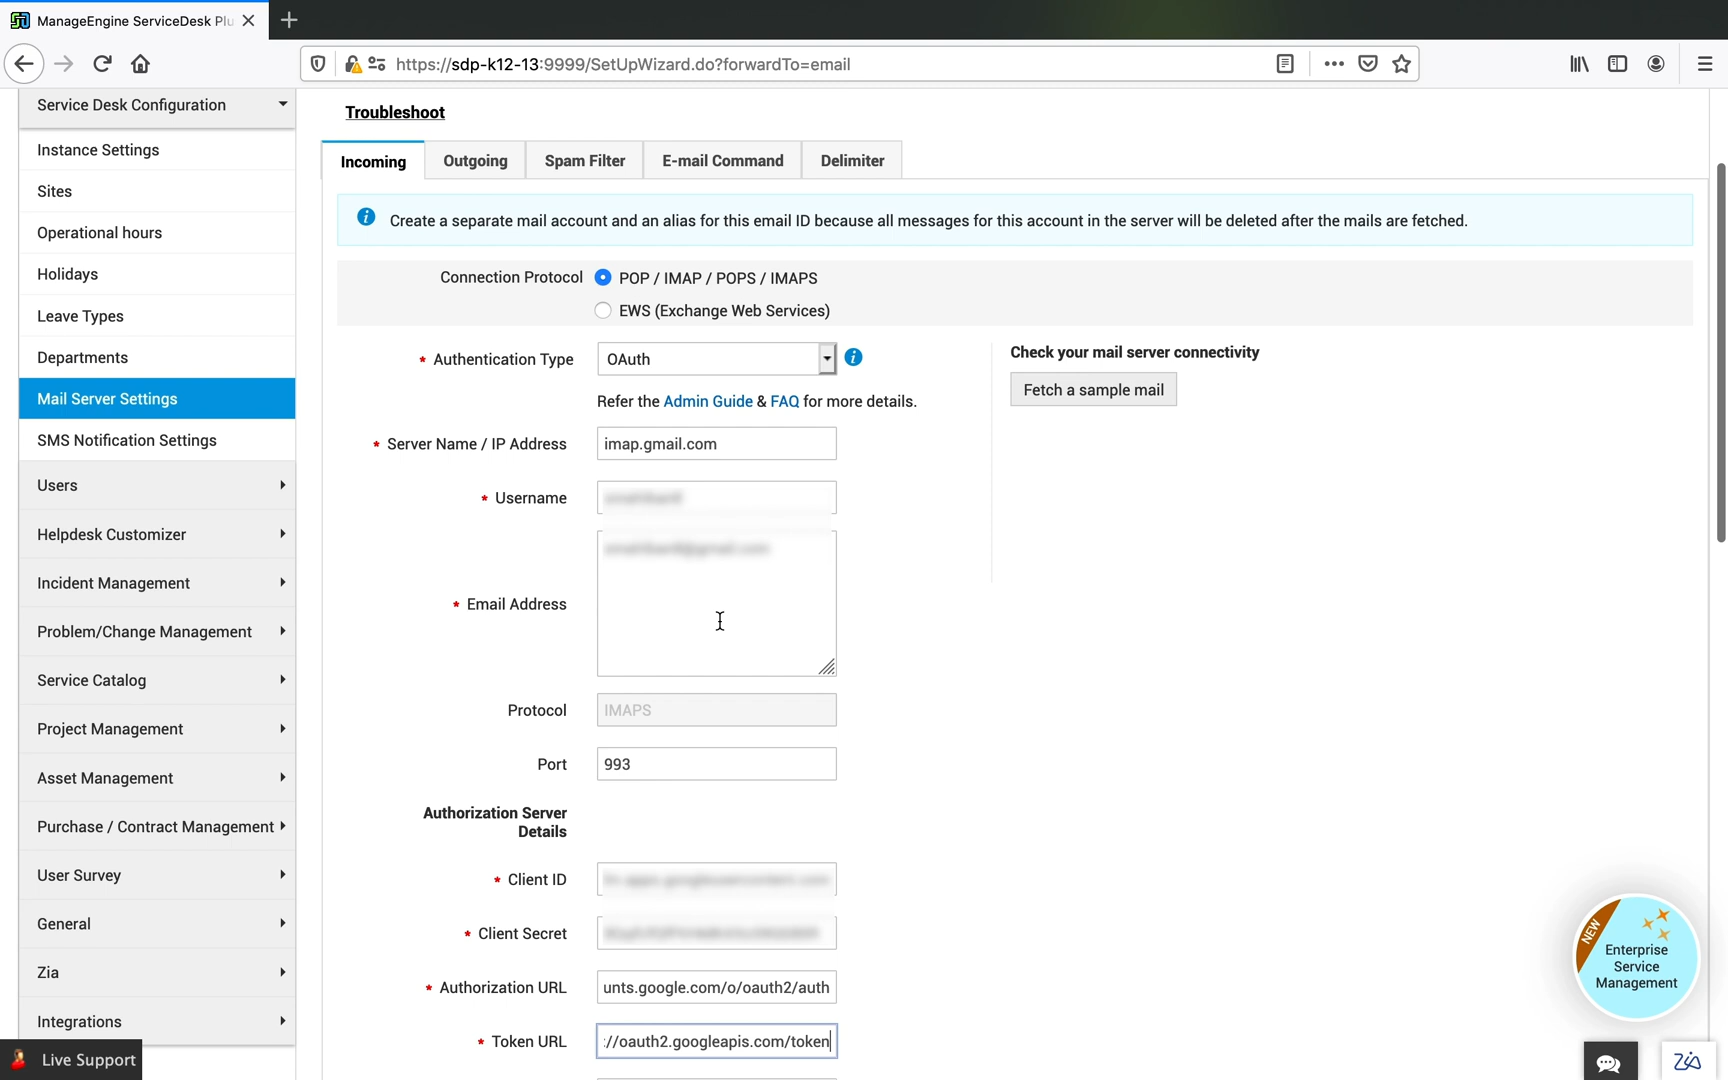 ManageEngine ServiceDesk Plu
https://sdp-k12-13:9999/SetUpWizard.do?forwardTo=email
Service Desk Configuration
Instance Settings
Sites
Operational hours
Holidays
Leave Types
Departments
Mail Server Settings
SMS Notification Settings
Users
Helpdesk Customizer
Incident Management
Problem/Change Management
Service Catalog
Project Management
Asset Management
Purchase / Contract Management
User Survey
General
Zia
Integrations
Live Support
Troubleshoot
Incoming
Outgoing
Spam Filter
E-mail Command
Delimiter
Create a separate mail account and an alias for this email ID because all messages for this account in the server will be deleted after the mails are fetched.
Connection Protocol
POP / IMAP / POPS / IMAPS
EWS (Exchange Web Services)
* Authentication Type
OAuth
Refer the Admin Guide & FAQ for more details.
* Server Name / IP Address
imap.gmail.com
* Username
* Email Address
Protocol
IMAPS
Port
993
Authorization Server
Details
* Client ID
* Client Secret
* Authorization URL
unts.google.com/o/oauth2/auth
* Token URL
://oauth2.googleapis.com/token
Check your mail server connectivity
Fetch a sample mail
NEW
Enterprise
Service
Management